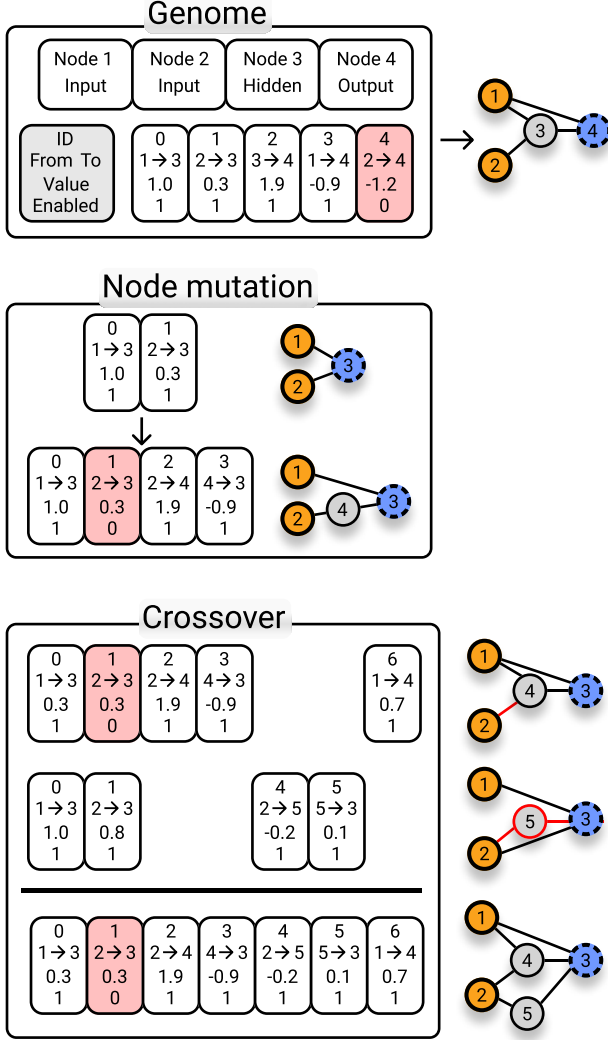 Genome
Node 1 Node 2 Node 3 Node 4
Input Input Hidden Output
ID 0 1 2 3 4
From To 1→3 2→3 3→4 1→4 2→4
Value 1.0 0.3 1.9 -0.9 -1.2
Enabled 1 1 1 1 0
1
3 4
2
Node mutation
0 1
1→3 2→3
1.0 0.3
1 1
1
3
2
0 1 2 3
1→3 2→3 2→4 4→3
1.0 0.3 1.9 -0.9
1 0 1 1
1
3
4
2
Crossover
0 1 2 3 6
1→3 2→3 2→4 4→3 1→4
0.3 0.3 1.9 -0.9 0.7
1 0 1 1 1
1
4 3
2
0 1 4 5
1→3 2→3 2→5 5→3
1.0 0.8 -0.2 0.1
1 1 1 1
1
5 3
2
0 1 2 3 4 5 6
1→3 2→3 2→4 4→3 2→5 5→3 1→4
0.3 0.3 1.9 -0.9 -0.2 0.1 0.7
1 0 1 1 1 1 1
1
4 3
2
5